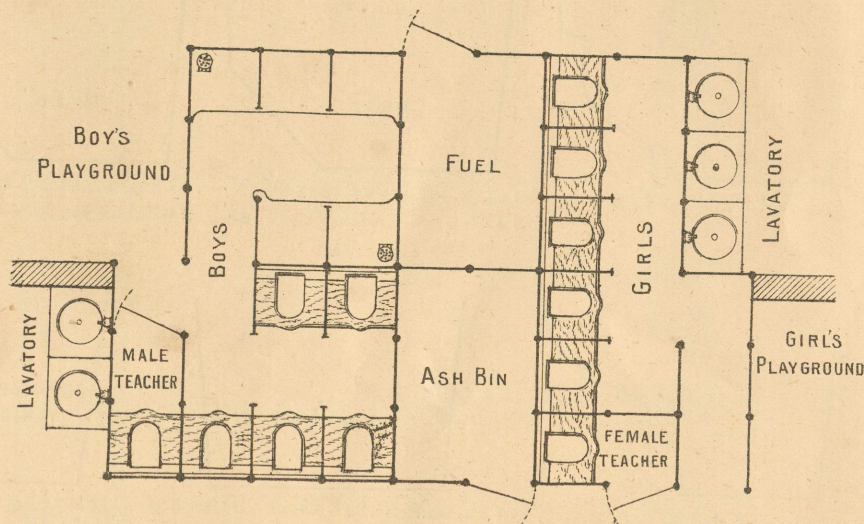 BOY'S
PLAYGROUND
FUEL
BOYS
GIRLS
LAVATORY
LAVATORY
MALE
TEACHER
ASH BIN
GIRL'S
PLAYGROUND
FEMALE
TEACHER